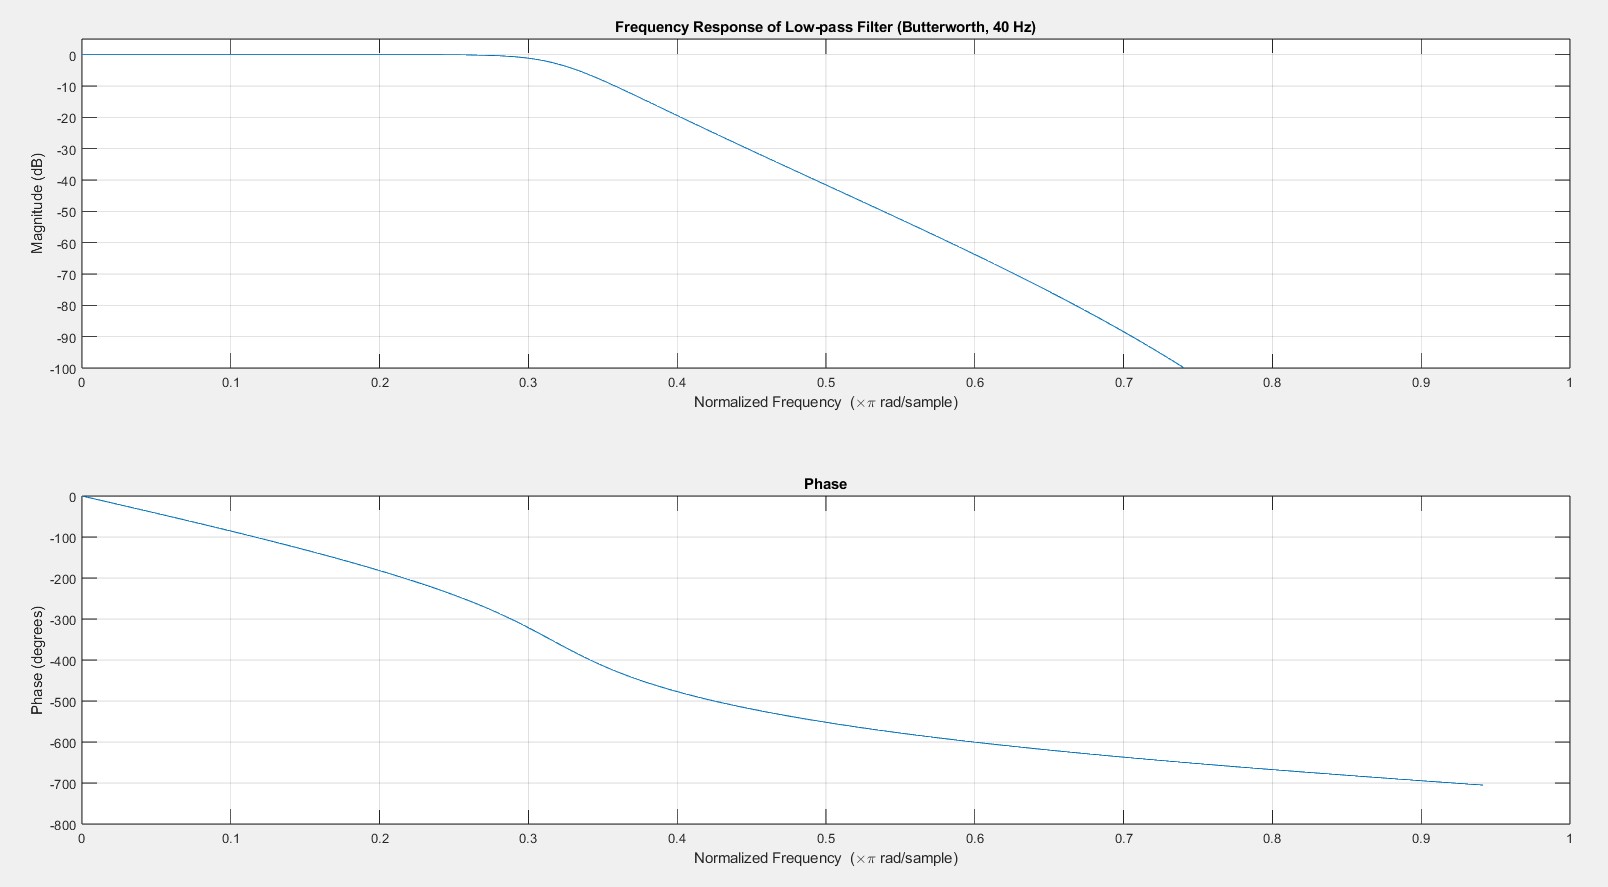 Frequency Response of Low-pass Filter (Butterworth, 40 Hz)
0
-10
-20
-30
-40
-50
-60
-70
-80
-90
-100
Magnitude (dB)
0 0.1 0.2 0.3 0.4 0.5 0.6 0.7 0.8 0.9 1
Normalized Frequency (×π rad/sample)
Phase
0
-100
-200
-300
-400
-500
-600
-700
-800
Phase (degrees)
0 0.1 0.2 0.3 0.4 0.5 0.6 0.7 0.8 0.9 1
Normalized Frequency (×π rad/sample)